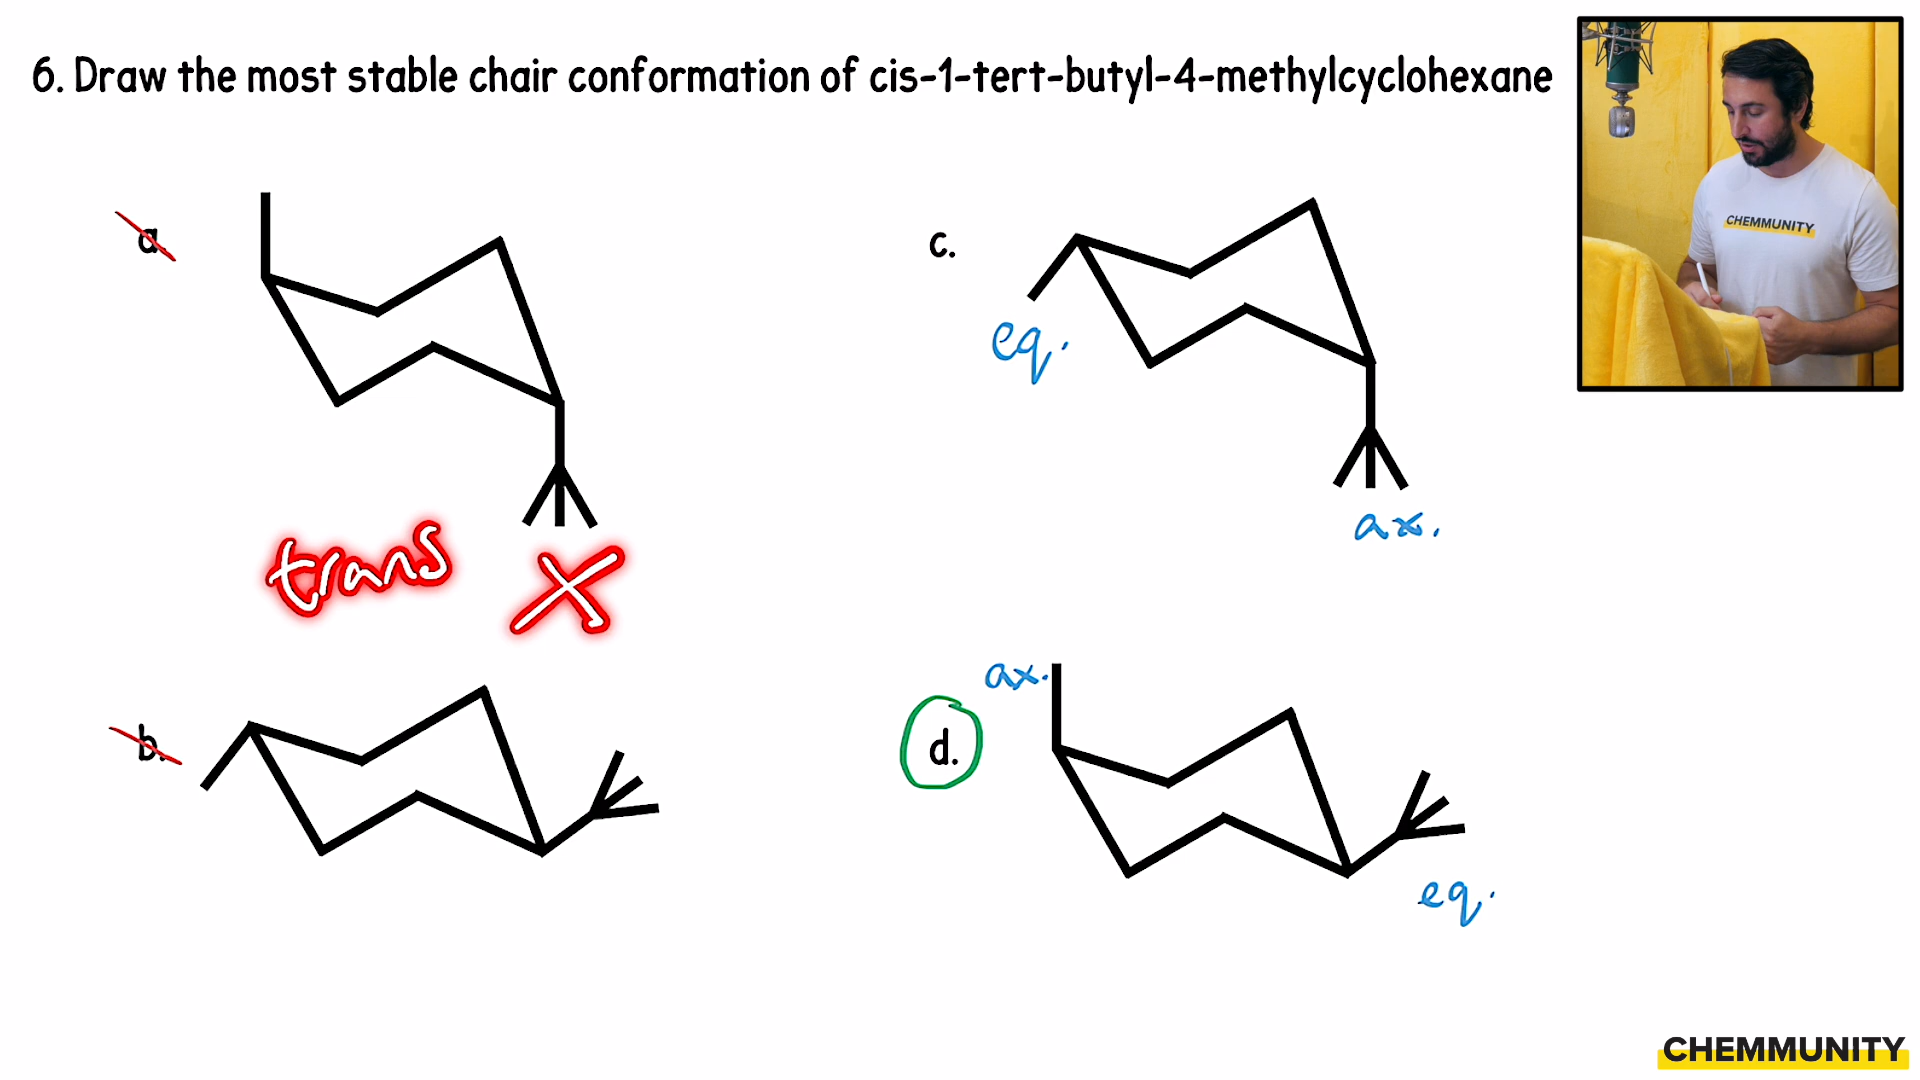 6. Draw the most stable chair conformation of cis-1-tert-butyl-4-methylcyclohexane
CHEMMUNITY
a.
c.
eq.
ax.
trans X
ax.
b.
d.
eq.
CHEMMUNITY